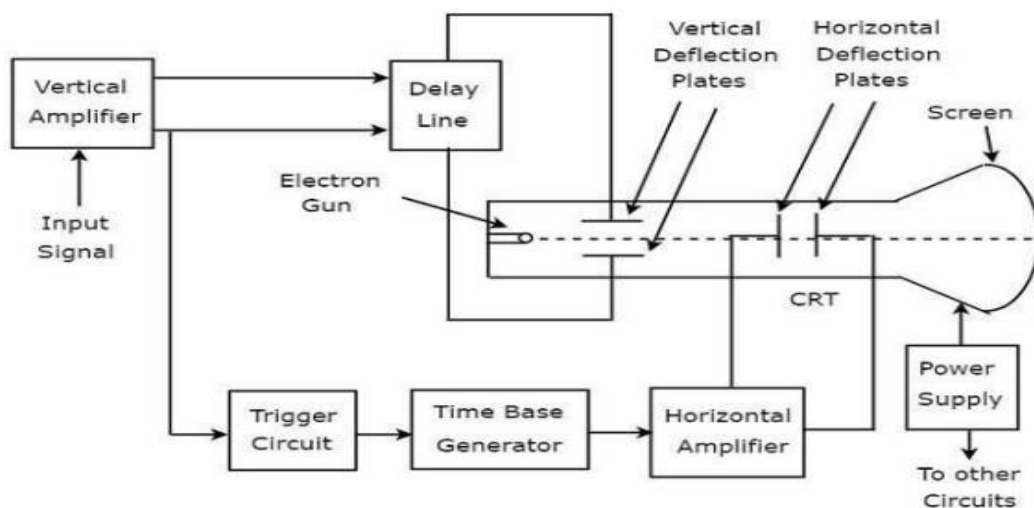 Vertical
Amplifier
Input
Signal
Delay
Line
Electron
Gun
Vertical
Deflection
Plates
Horizontal
Deflection
Plates
Screen
CRT
Power
Supply
To other
Circuits
Trigger
Circuit
Time Base
Generator
Horizontal
Amplifier